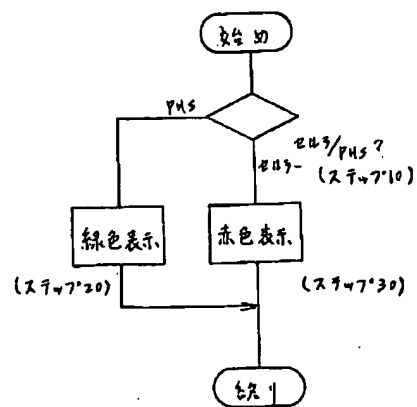 始め
PHS
セルラ/PHS?
セルラー
(ステップ10)
緑色表示
赤色表示
(ステップ20)
(ステップ30)
終り